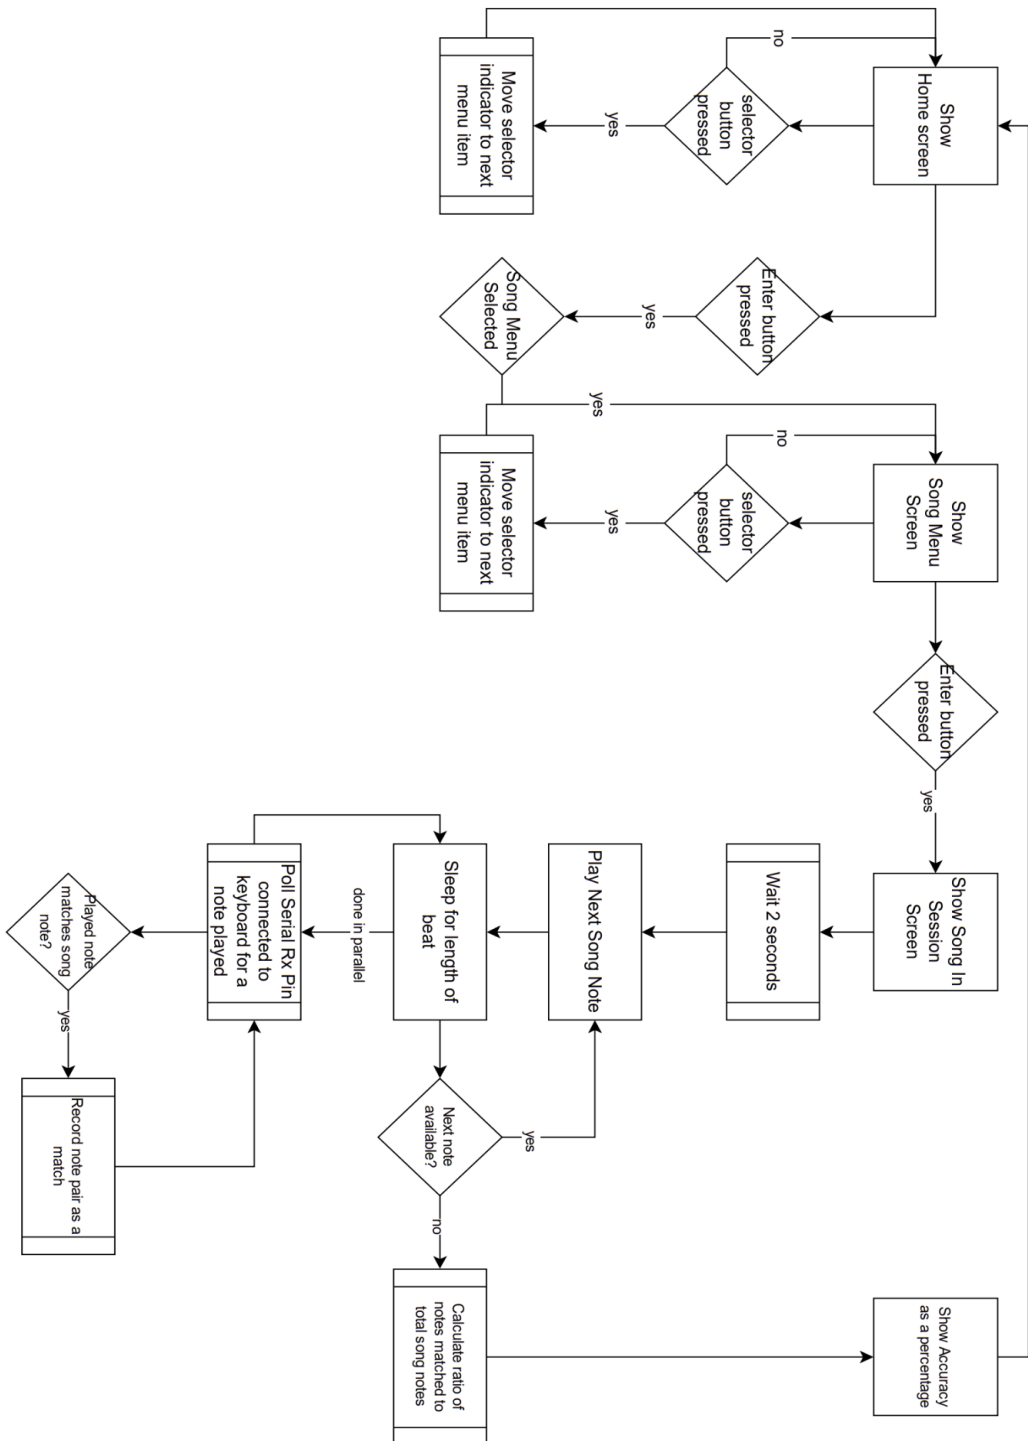 Show
Home screen
no
selector
button
pressed
yes
Move selector
indicator to next
menu item
Enter button
pressed
yes
Song Menu
Selected
yes
Show
Song Menu
Screen
no
selector
button
pressed
yes
Move selector
indicator to next
menu item
Enter button
pressed
yes
Show Song In
Session
Screen
Wait 2 seconds
Play Next Song Note
Sleep for length of
beat
done in parallel
Poll Serial Rx Pin
connected to
keyboard for a
note played
Played note
matches song
note?
yes
Record note pair as a
match
Next note
available?
yes
no
Calculate ratio of
notes matched to
total song notes
Show Accuracy
as a percentage